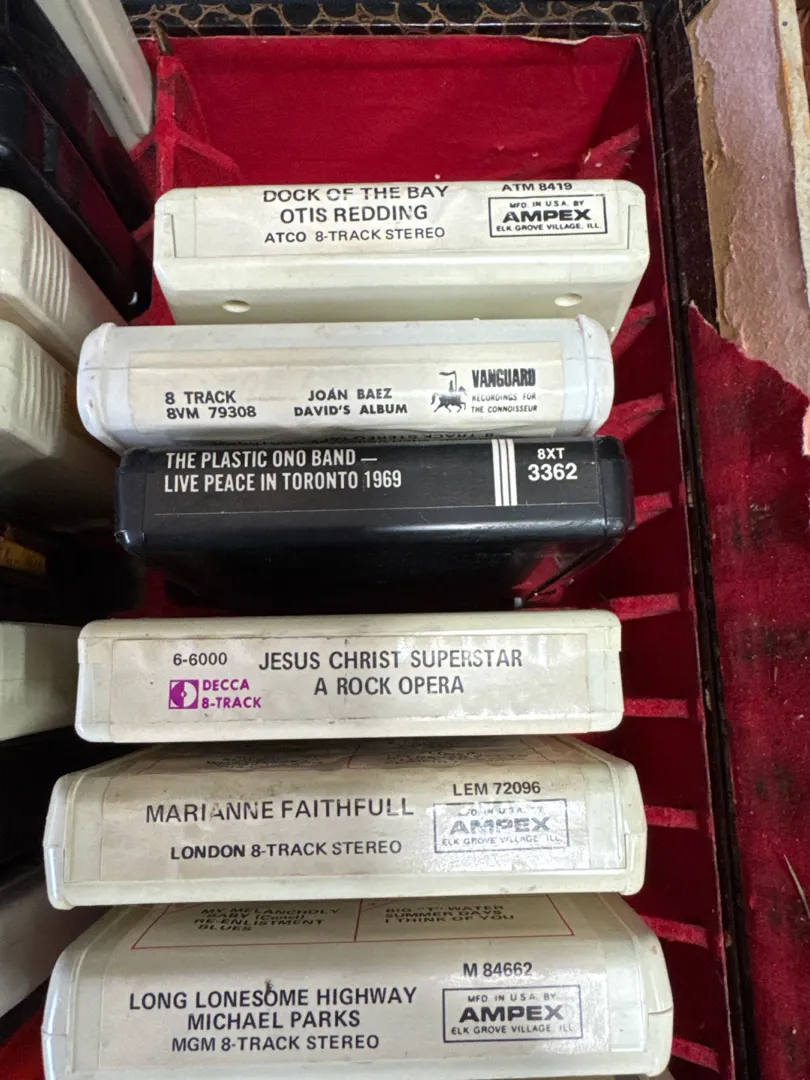 DOCK OF THE BAY
OTIS REDDING
ATCO 8-TRACK STEREO
ATM 8419
MFD. IN U.S.A. BY
AMPEX
ELK GROVE VILLAGE, ILL.
8 TRACK
8VM 79308
JOAN BAEZ
DAVID'S ALBUM
VANGUARD
RECORDINGS FOR
THE CONNOISSEUR
THE PLASTIC ONO BAND —
LIVE PEACE IN TORONTO 1969
8XT
3362
6-6000
DECCA
8-TRACK
JESUS CHRIST SUPERSTAR
A ROCK OPERA
MARIANNE FAITHFULL
LONDON 8-TRACK STEREO
LEM 72096
IN U.S.A. BY
AMPEX
ELK GROVE VILLAGE ILL.
MY MELANCHOLY
BABY
RE-ENLISTMENT
BLUES
BIG "T" WATER
SUMMER DAYS
I THINK OF YOU
LONG LONESOME HIGHWAY
MICHAEL PARKS
MGM 8-TRACK STEREO
M 84662
MFD IN U.S.A. BY
AMPEX
ELK GROVE VILLAGE, ILL.